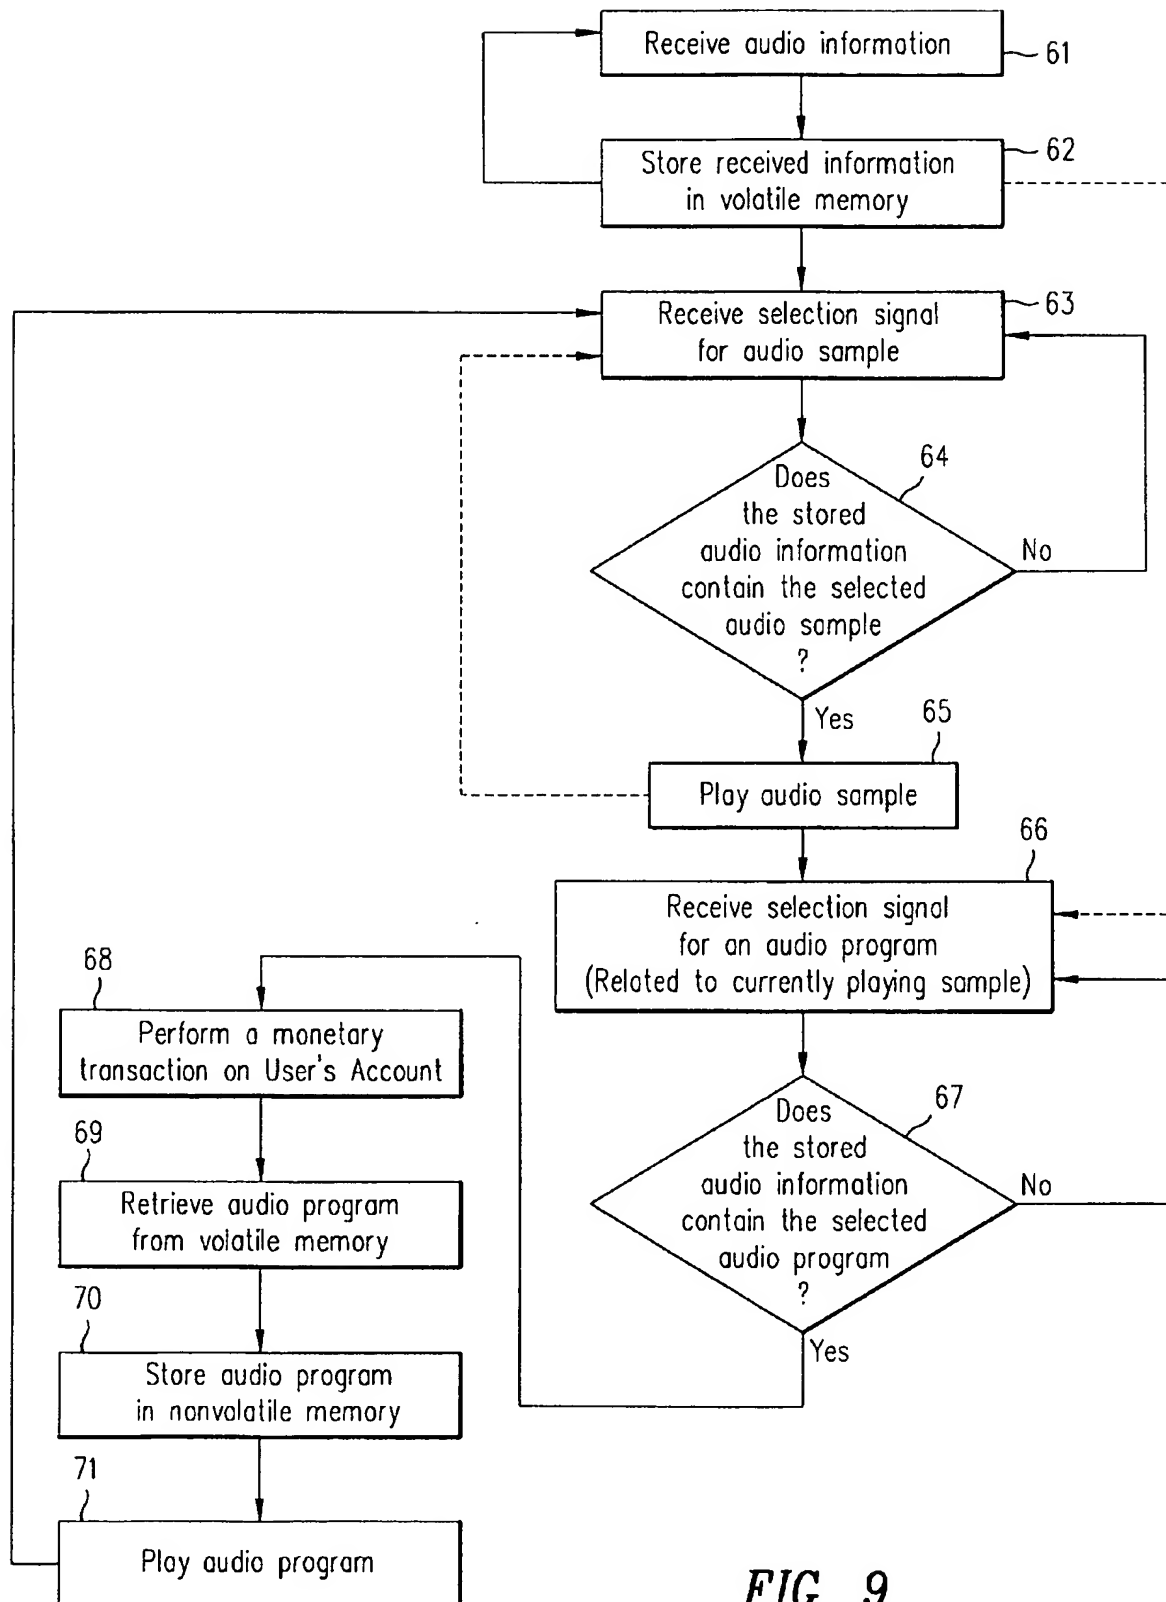 Receive audio information
61
Store received information
in volatile memory
62
Receive selection signal
for audio sample
63
Does
the stored
audio information
contain the selected
audio sample
?
64
No
Yes
65
Play audio sample
66
Receive selection signal
for an audio program
(Related to currently playing sample)
67
Does
the stored
audio information
contain the selected
audio program
?
No
Yes
68
Perform a monetary
transaction on User's Account
69
Retrieve audio program
from volatile memory
70
Store audio program
in nonvolatile memory
71
Play audio program
FIG. 9